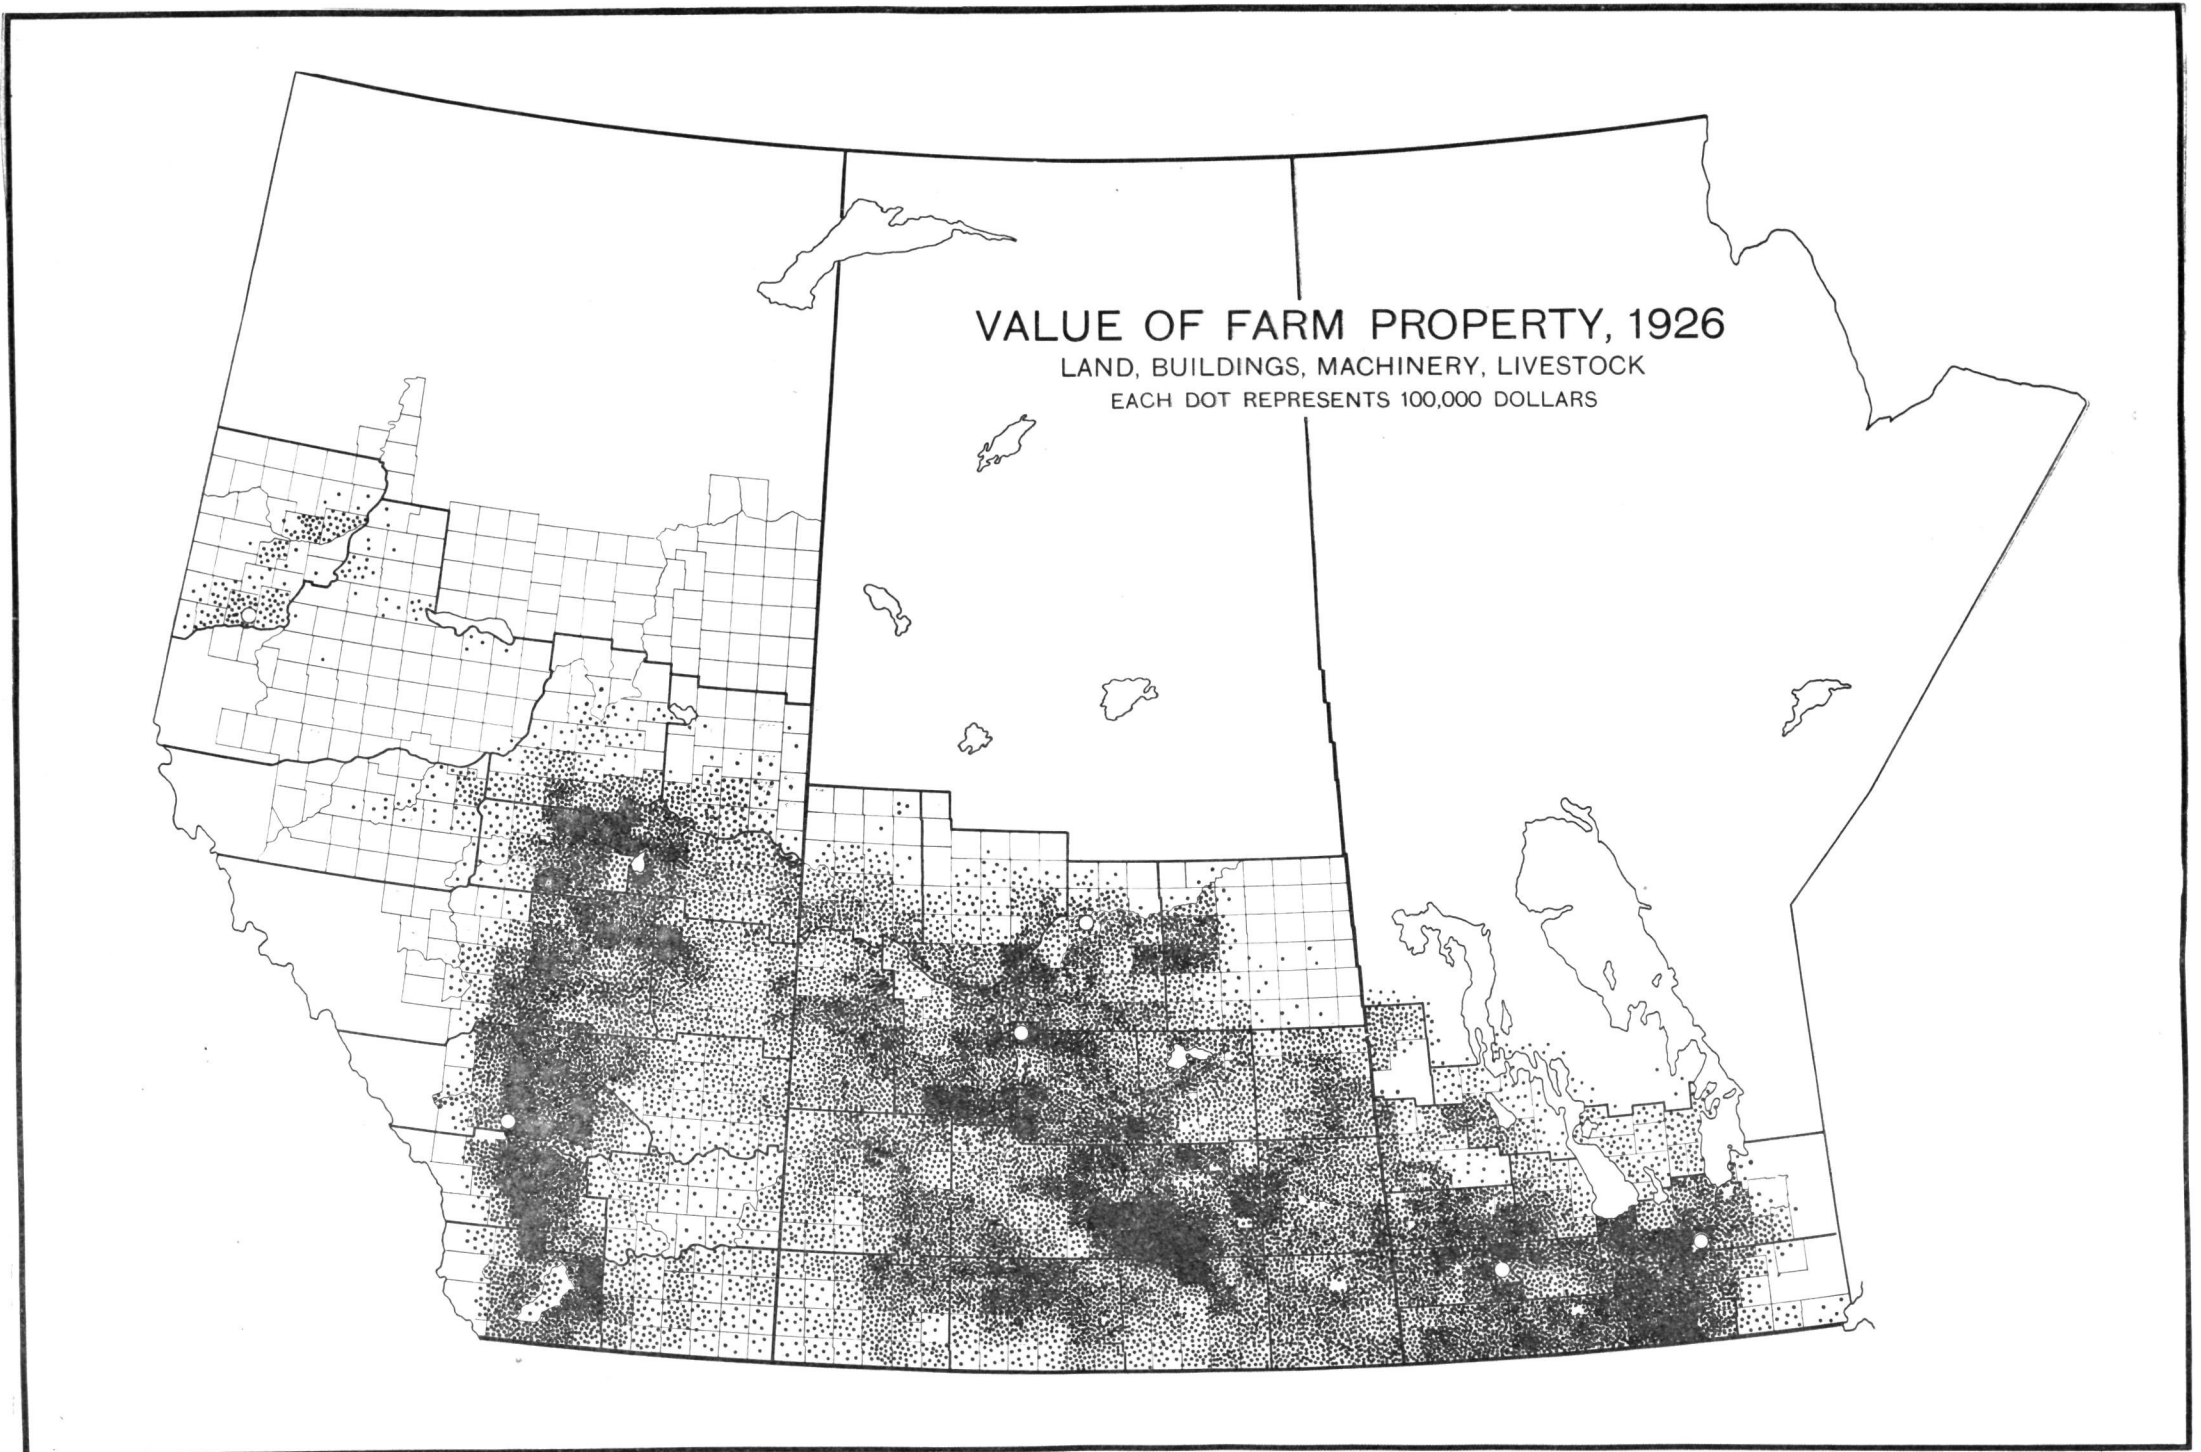 VALUE OF FARM PROPERTY, 1926
LAND, BUILDINGS, MACHINERY, LIVESTOCK
EACH DOT REPRESENTS 100,000 DOLLARS